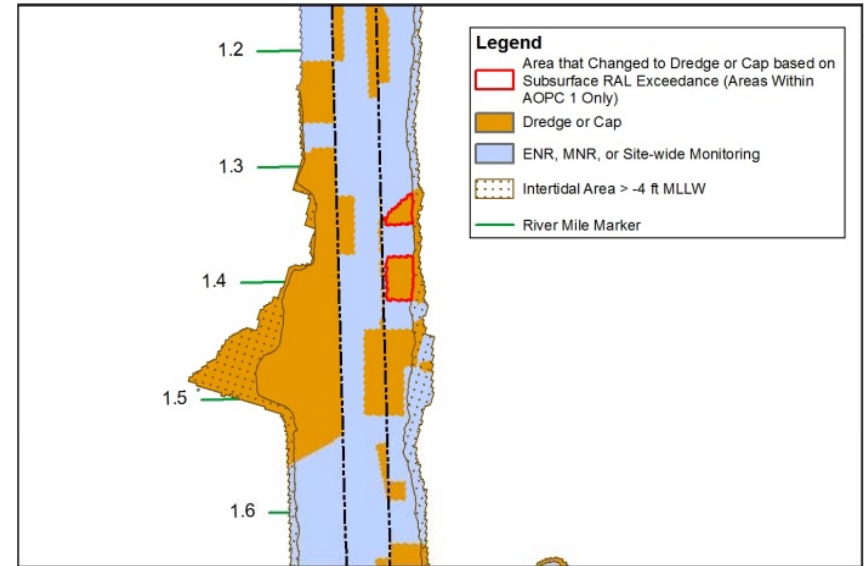 1.2
1.3
1.4
1.5
1.6
Legend
Area that Changed to Dredge or Cap based on
Subsurface RAL Exceedance (Areas Within
AOPC 1 Only)
Dredge or Cap
ENR, MNR, or Site-wide Monitoring
Intertidal Area > -4 ft MLLW
River Mile Marker